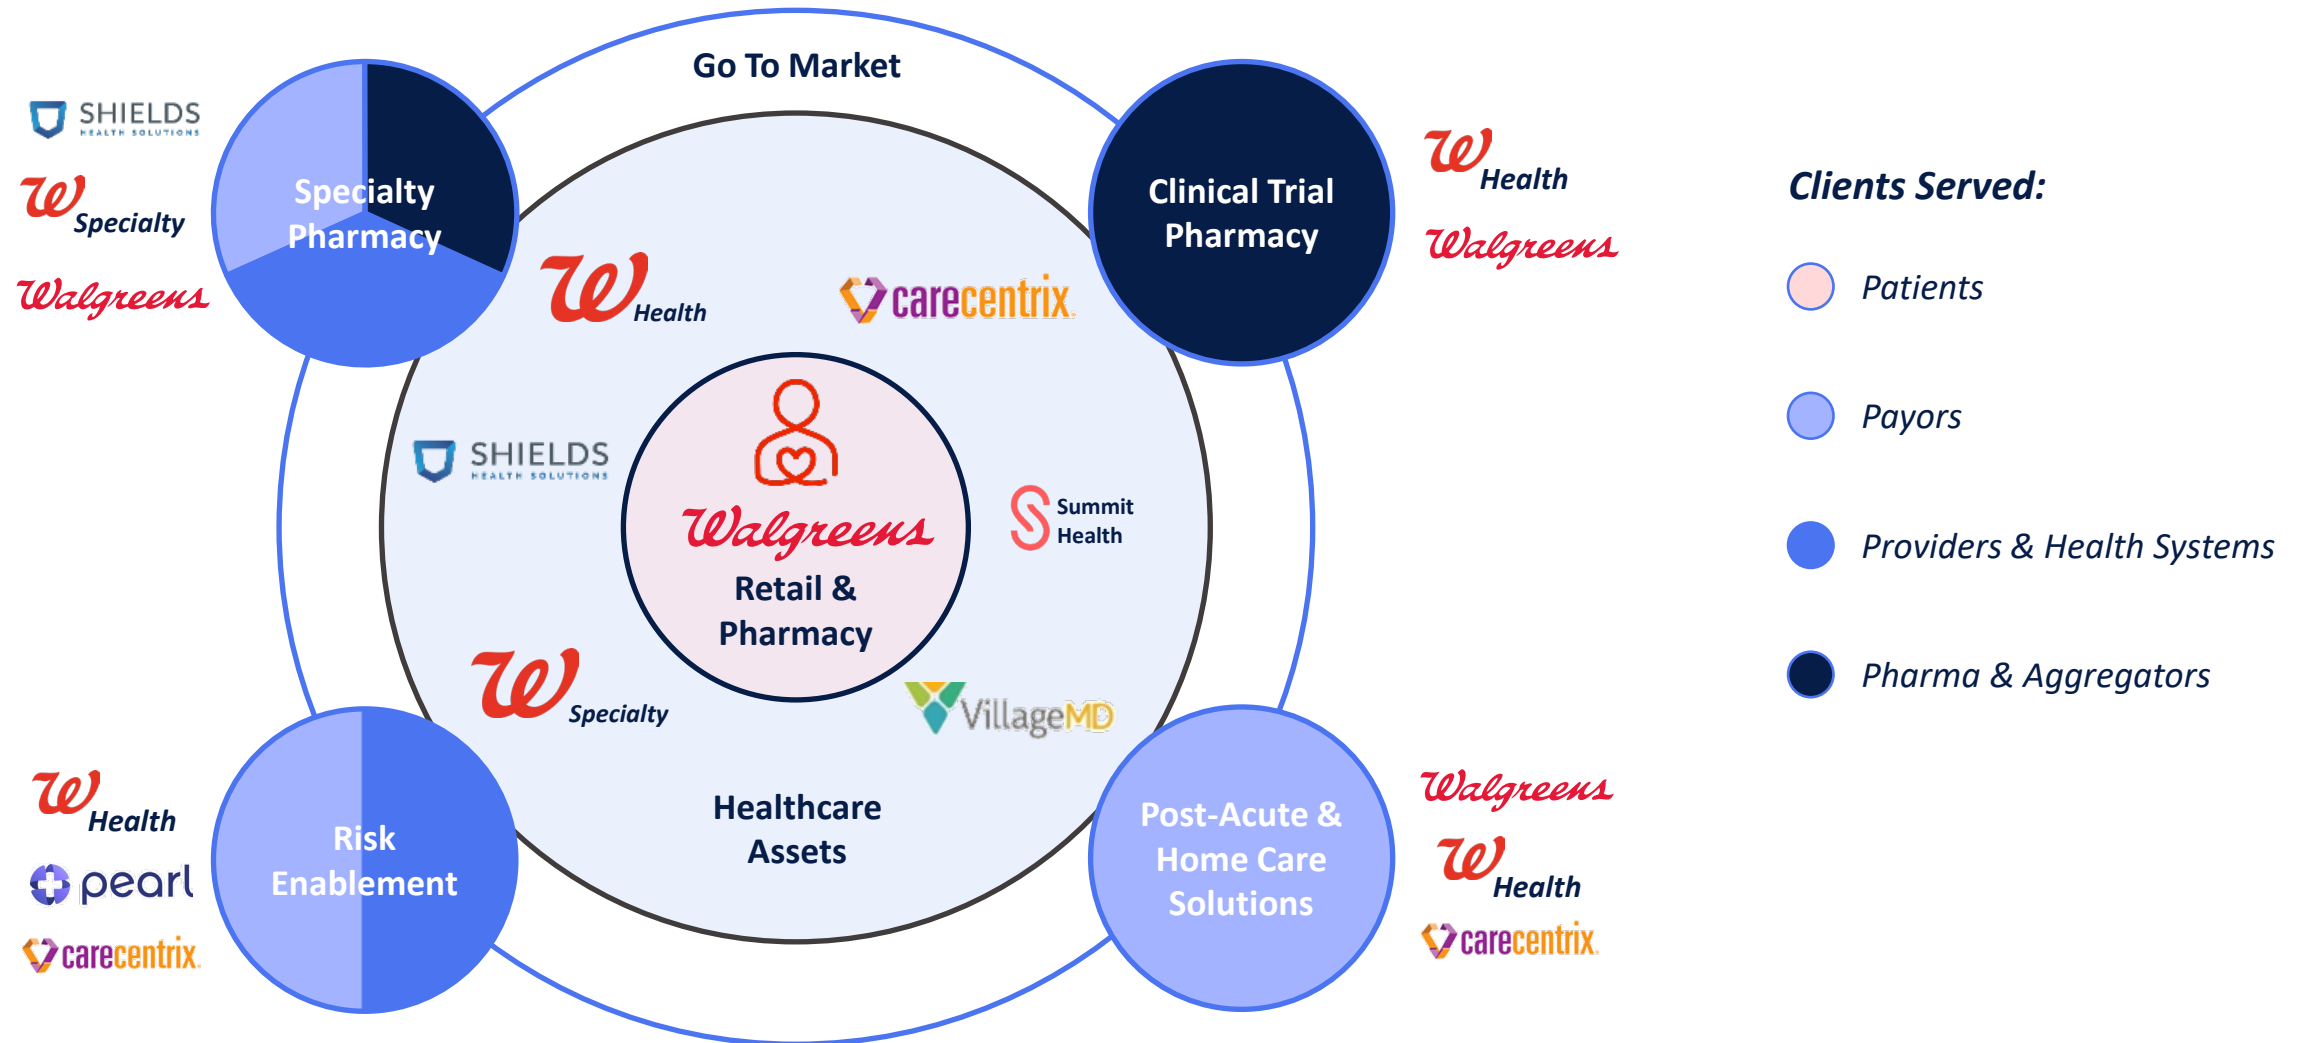 Go To Market
SHIELDS
HEALTH SOLUTIONS
W
Specialty
Walgreens
Specialty
Pharmacy
Clinical Trial
Pharmacy
W
Health
Walgreens
W
Health
carecentrix
SHIELDS
HEALTH SOLUTIONS
Walgreens
Retail &
Pharmacy
Summit
Health
W
Specialty
VillageMD
Healthcare
Assets
W
Health
pearl
carecentrix
Risk
Enablement
Post-Acute &
Home Care
Solutions
Walgreens
W
Health
carecentrix
Clients Served:
Patients
Payors
Providers & Health Systems
Pharma & Aggregators